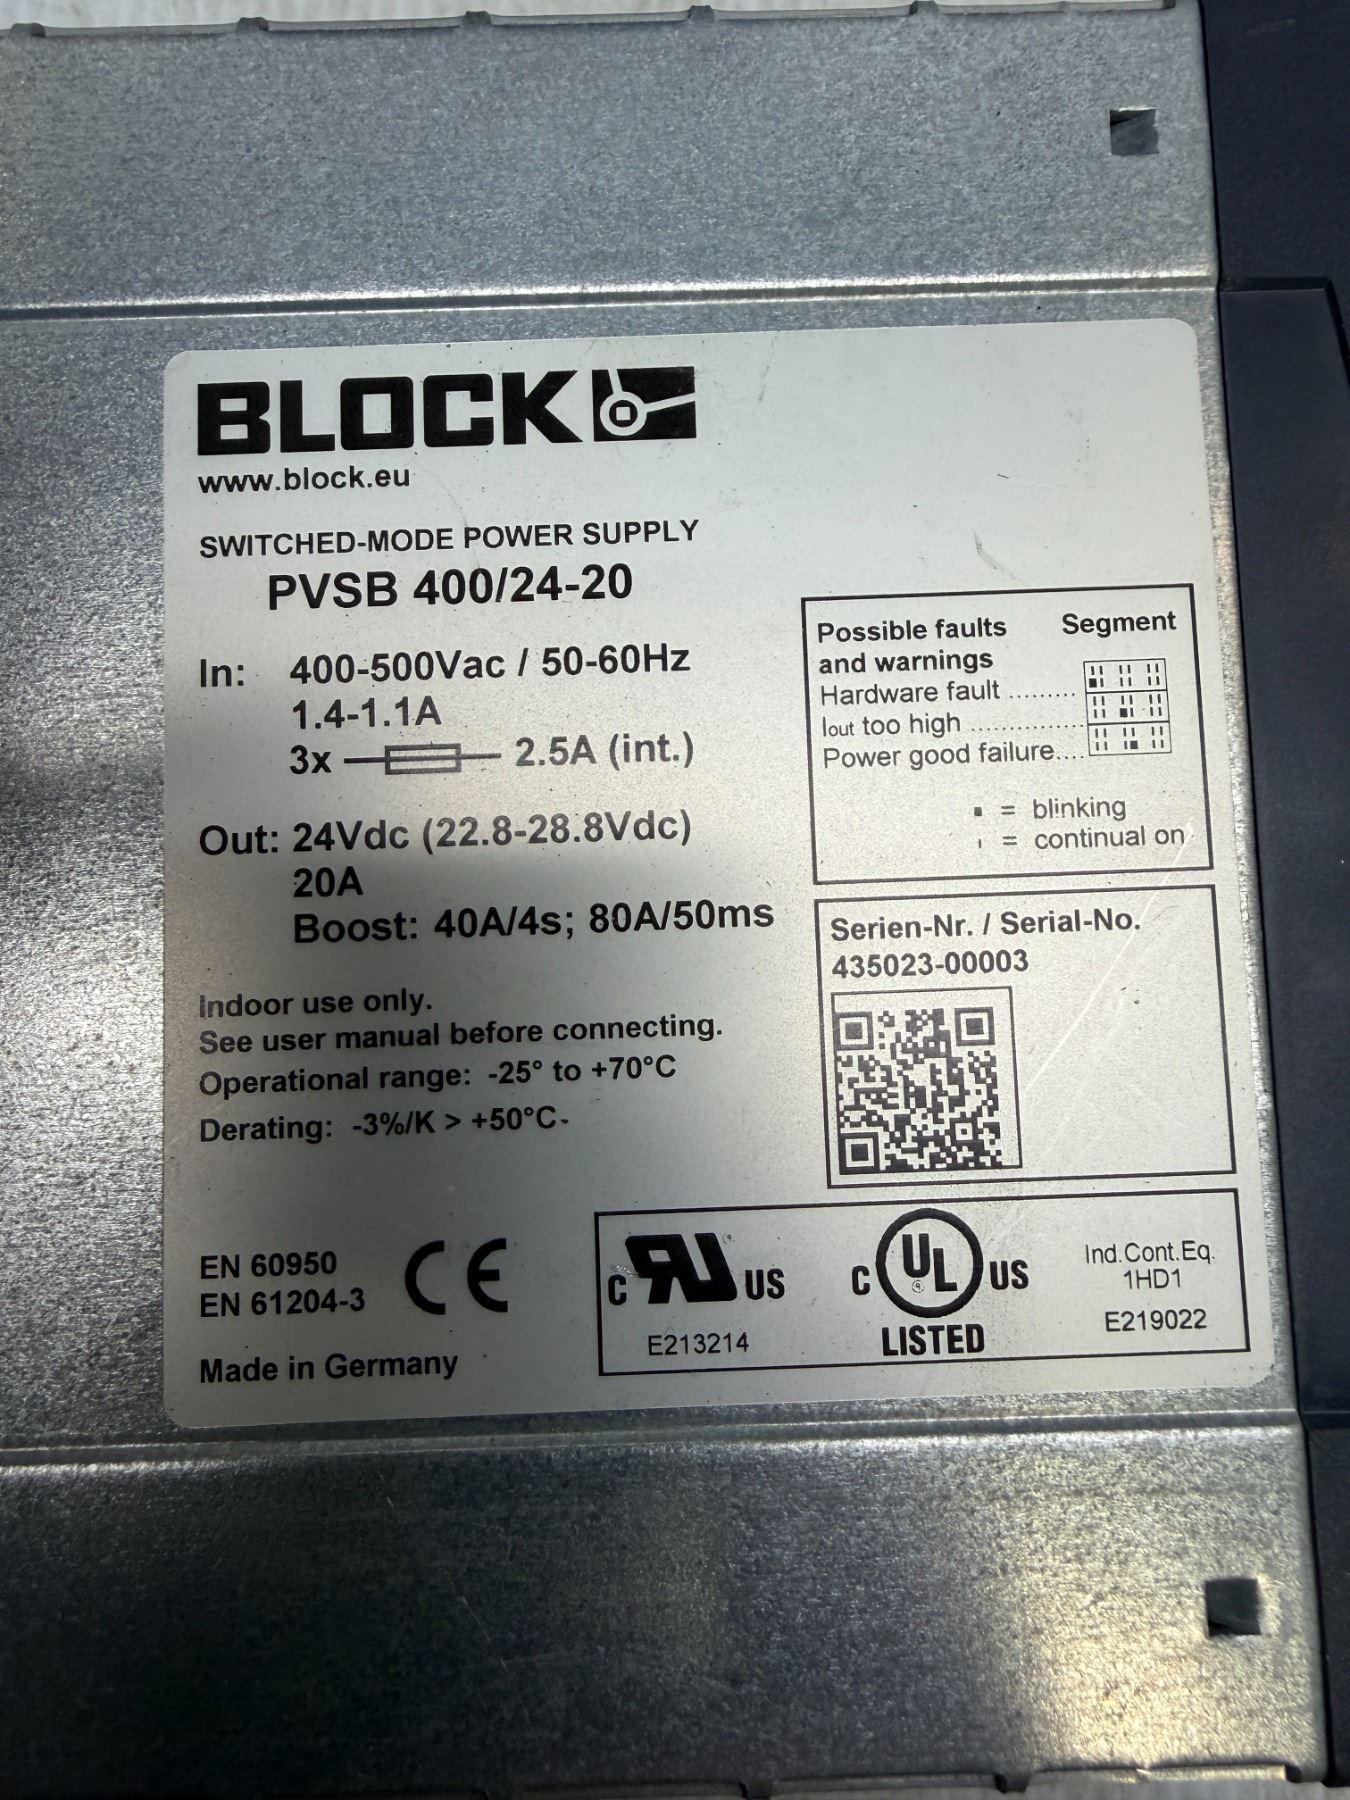 BLOCK
www.block.eu
SWITCHED-MODE POWER SUPPLY
PVSB 400/24-20
In: 400-500Vac / 50-60Hz
1.4-1.1A
3x 2.5A (int.)
Out: 24Vdc (22.8-28.8Vdc)
20A
Boost: 40A/4s; 80A/50ms
Indoor use only.
See user manual before connecting.
Operational range: -25° to +70°C
Derating: -3%/K > +50°C
EN 60950
EN 61204-3
CE
Made in Germany
Possible faults Segment
and warnings
Hardware fault .........
Iout too high ...............
Power good failure....
▪ = blinking
ı = continual on
Serien-Nr. / Serial-No.
435023-00003
c RU US
E213214
C UL US
LISTED
Ind.Cont.Eq.
1HD1
E219022